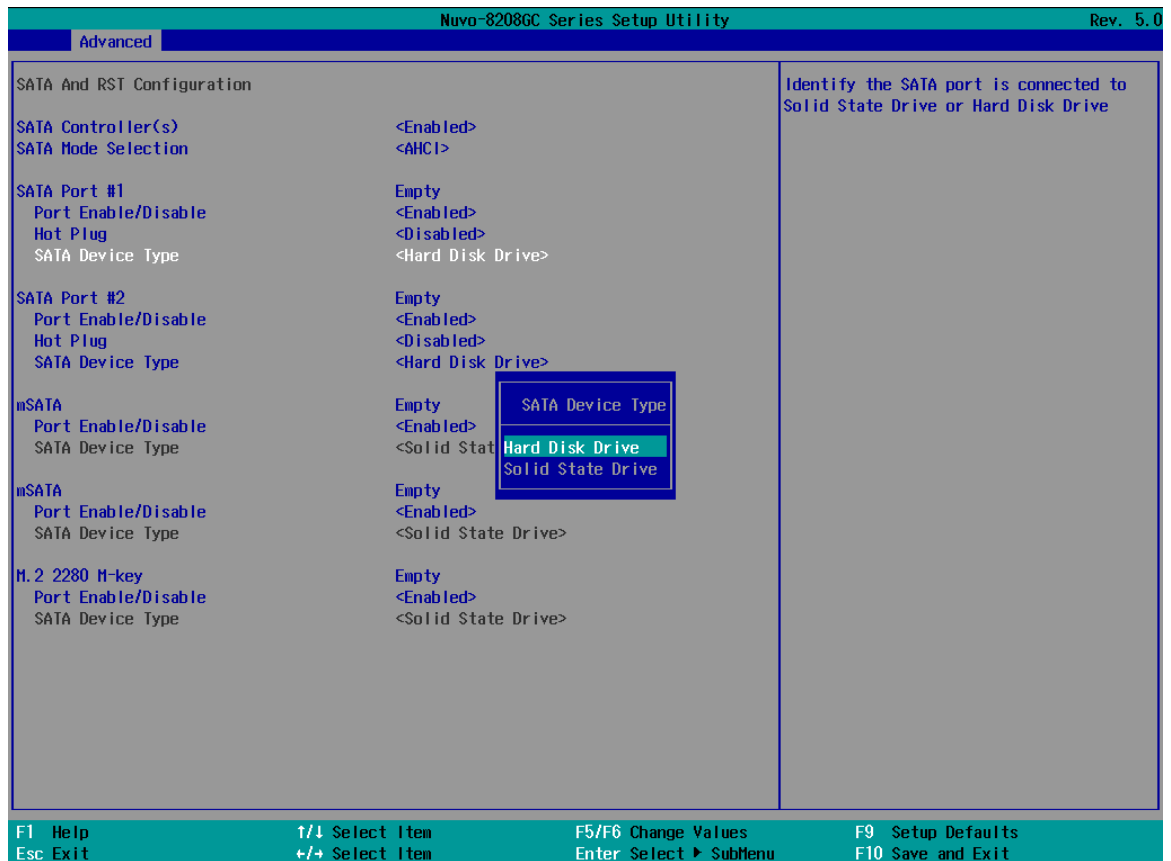 Nuvo-8208GC Series Setup Utility Rev. 5.0
Advanced
SATA And RST Configuration
Identify the SATA port is connected to
Solid State Drive or Hard Disk Drive
SATA Controller(s) <Enabled>
SATA Mode Selection <AHCI>
SATA Port #1 Empty
Port Enable/Disable <Enabled>
Hot Plug <Disabled>
SATA Device Type <Hard Disk Drive>
SATA Port #2 Empty
Port Enable/Disable <Enabled>
Hot Plug <Disabled>
SATA Device Type <Hard Disk Drive>
mSATA Empty
Port Enable/Disable <Enabled>
SATA Device Type <Solid Stat
SATA Device Type
Hard Disk Drive
Solid State Drive
mSATA Empty
Port Enable/Disable <Enabled>
SATA Device Type <Solid State Drive>
M.2 2280 M-key Empty
Port Enable/Disable <Enabled>
SATA Device Type <Solid State Drive>
F1 Help ↑/↓ Select Item F5/F6 Change Values F9 Setup Defaults
Esc Exit ←/→ Select Item Enter Select ▶ SubMenu F10 Save and Exit